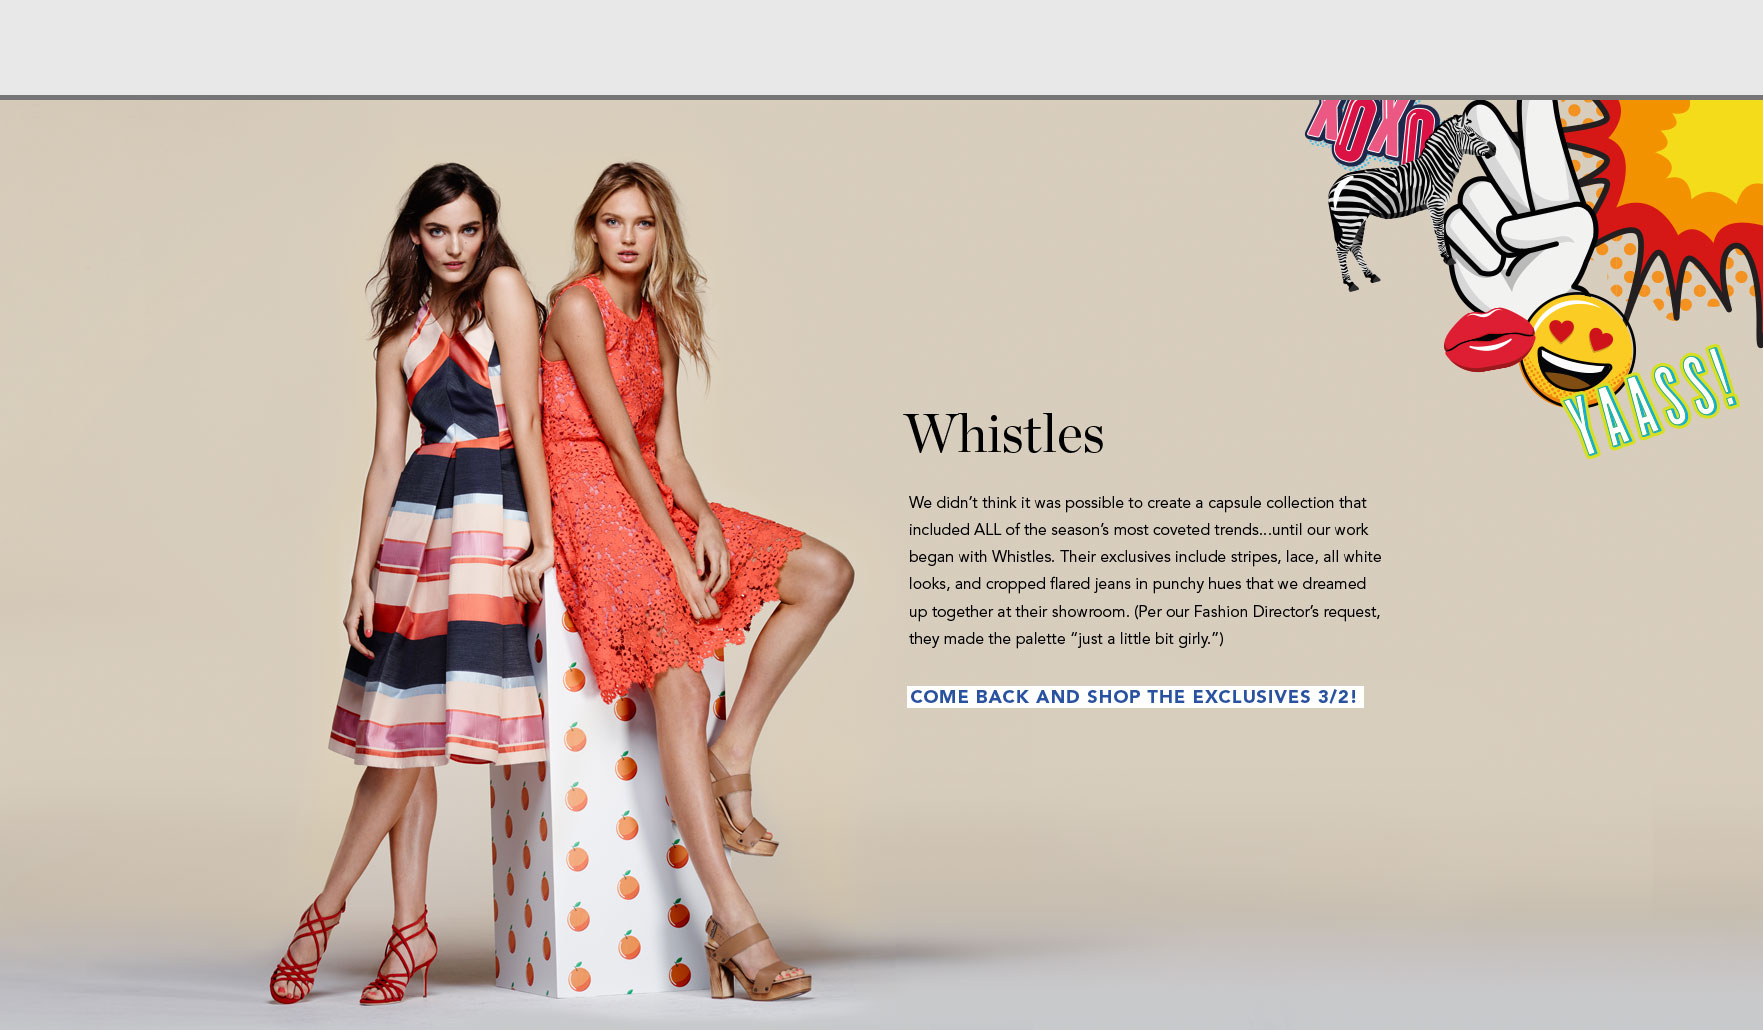 XOXO
YAASS!
Whistles
We didn’t think it was possible to create a capsule collection that
included ALL of the season’s most coveted trends...until our work
began with Whistles. Their exclusives include stripes, lace, all white
looks, and cropped flared jeans in punchy hues that we dreamed
up together at their showroom. (Per our Fashion Director’s request,
they made the palette “just a little bit girly.”)
COME BACK AND SHOP THE EXCLUSIVES 3/2!